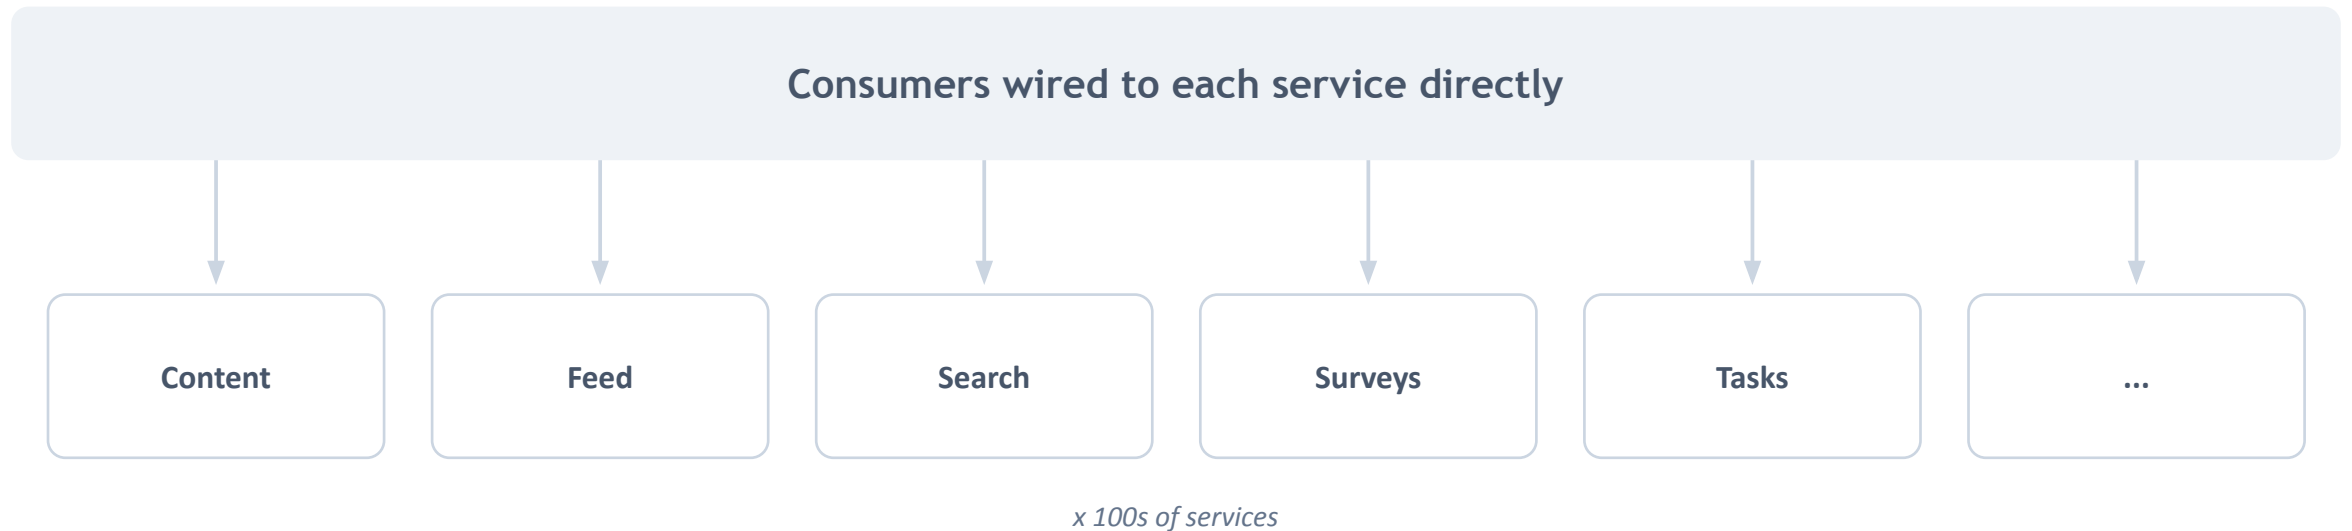 Consumers wired to each service directly
Content
Feed
Search
Surveys
Tasks
...
x 100s of services